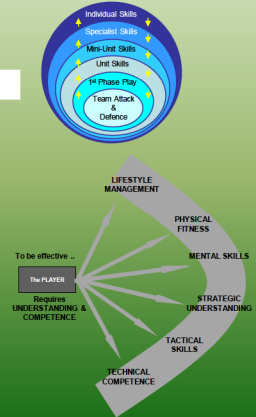 Individual Skills
Specialist Skills
Mini-Unit Skills
Unit Skills
1st Phase Play
Team Attack
&
Defence
LIFESTYLE
MANAGEMENT
PHYSICAL
FITNESS
To be effective ..
MENTAL SKILLS
The PLAYER
Requires
UNDERSTANDING &
COMPETENCE
STRATEGIC
UNDERSTANDING
TACTICAL
SKILLS
TECHNICAL
COMPETENCE